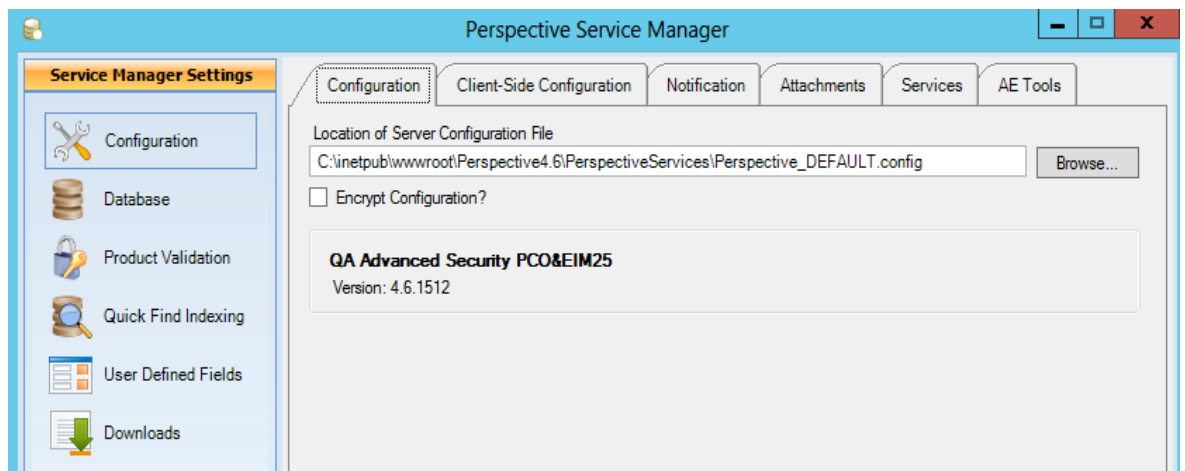 Perspective Service Manager
Service Manager Settings
Configuration
Database
Product Validation
Quick Find Indexing
User Defined Fields
Downloads
Configuration
Client-Side Configuration
Notification
Attachments
Services
AE Tools
Location of Server Configuration File
C:\inetpub\wwwroot\Perspective4.6\PerspectiveServices\Perspective_DEFAULT.config
Browse...
Encrypt Configuration?
QA Advanced Security PCO&EIM25
Version: 4.6.1512